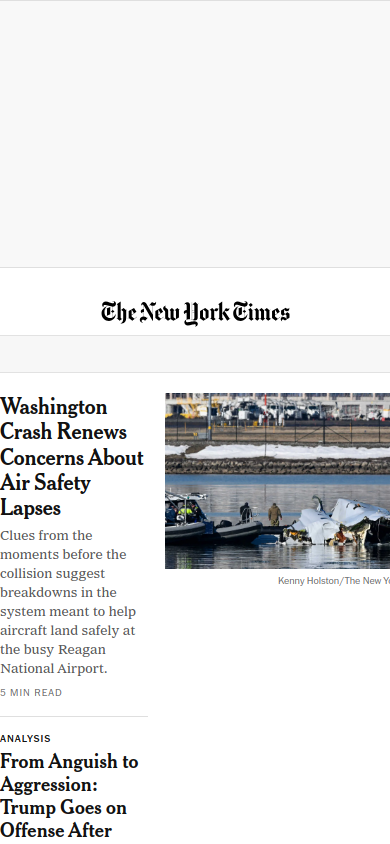 The New York Times
Washington
Crash Renews
Concerns About
Air Safety
Lapses
Clues from the
moments before the
collision suggest
breakdowns in the
system meant to help
aircraft land safely at
the busy Reagan
National Airport.
5 MIN READ
Kenny Holston/The New Yo
ANALYSIS
From Anguish to
Aggression:
Trump Goes on
Offense After